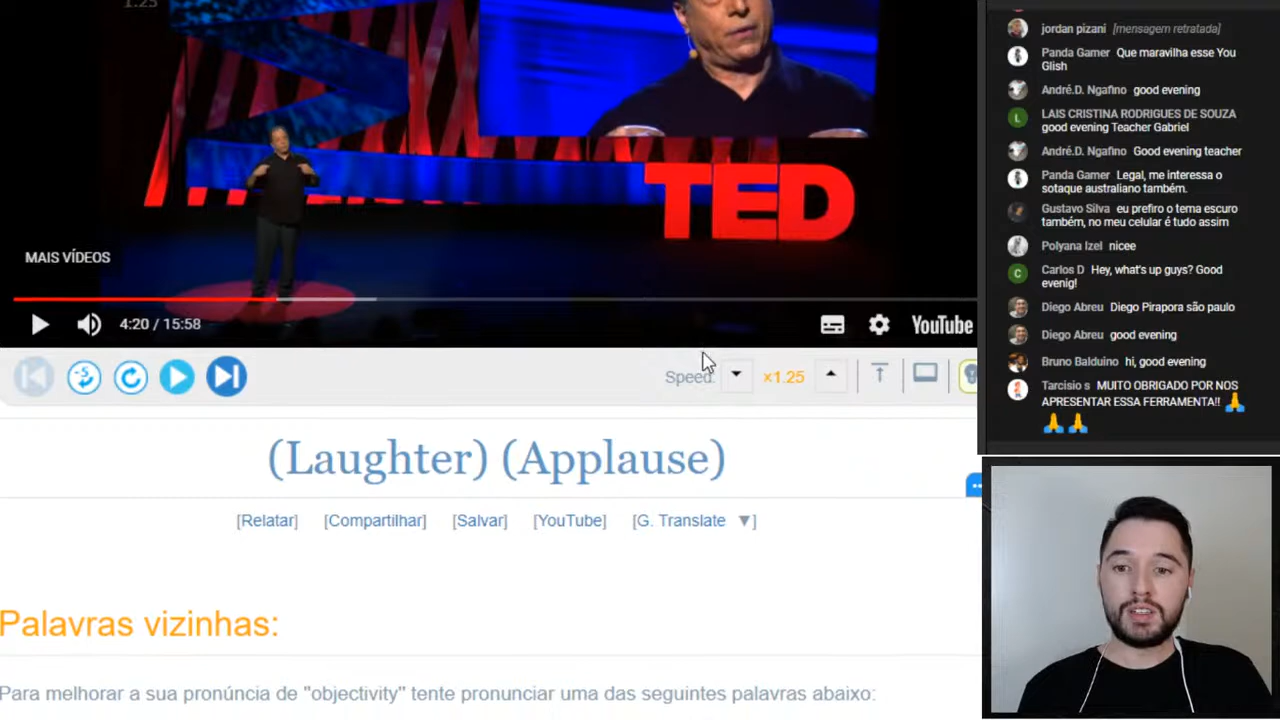 1.25
TED
MAIS VÍDEOS
4:20 / 15:58
YouTube
-5
Speed:
×1.25
(Laughter) (Applause)
[Relatar] [Compartilhar] [Salvar] [YouTube] [G. Translate ▼]
Palavras vizinhas:
Para melhorar a sua pronúncia de "objectivity" tente pronunciar uma das seguintes palavras abaixo:
jordan pizani [mensagem retratada]
Panda Gamer Que maravilha esse You
Glish
André.D. Ngafino good evening
L LAIS CRISTINA RODRIGUES DE SOUZA
good evening Teacher Gabriel
André.D. Ngafino Good evening teacher
Panda Gamer Legal, me interessa o
sotaque australiano também.
Gustavo Silva eu prefiro o tema escuro
também, no meu celular é tudo assim
Polyana Izel nicee
C Carlos D Hey, what's up guys? Good
evenig!
Diego Abreu Diego Pirapora são paulo
Diego Abreu good evening
Bruno Balduino hi, good evening
Tarcisio s MUITO OBRIGADO POR NOS
APRESENTAR ESSA FERRAMENTA!! 🙏
🙏🙏